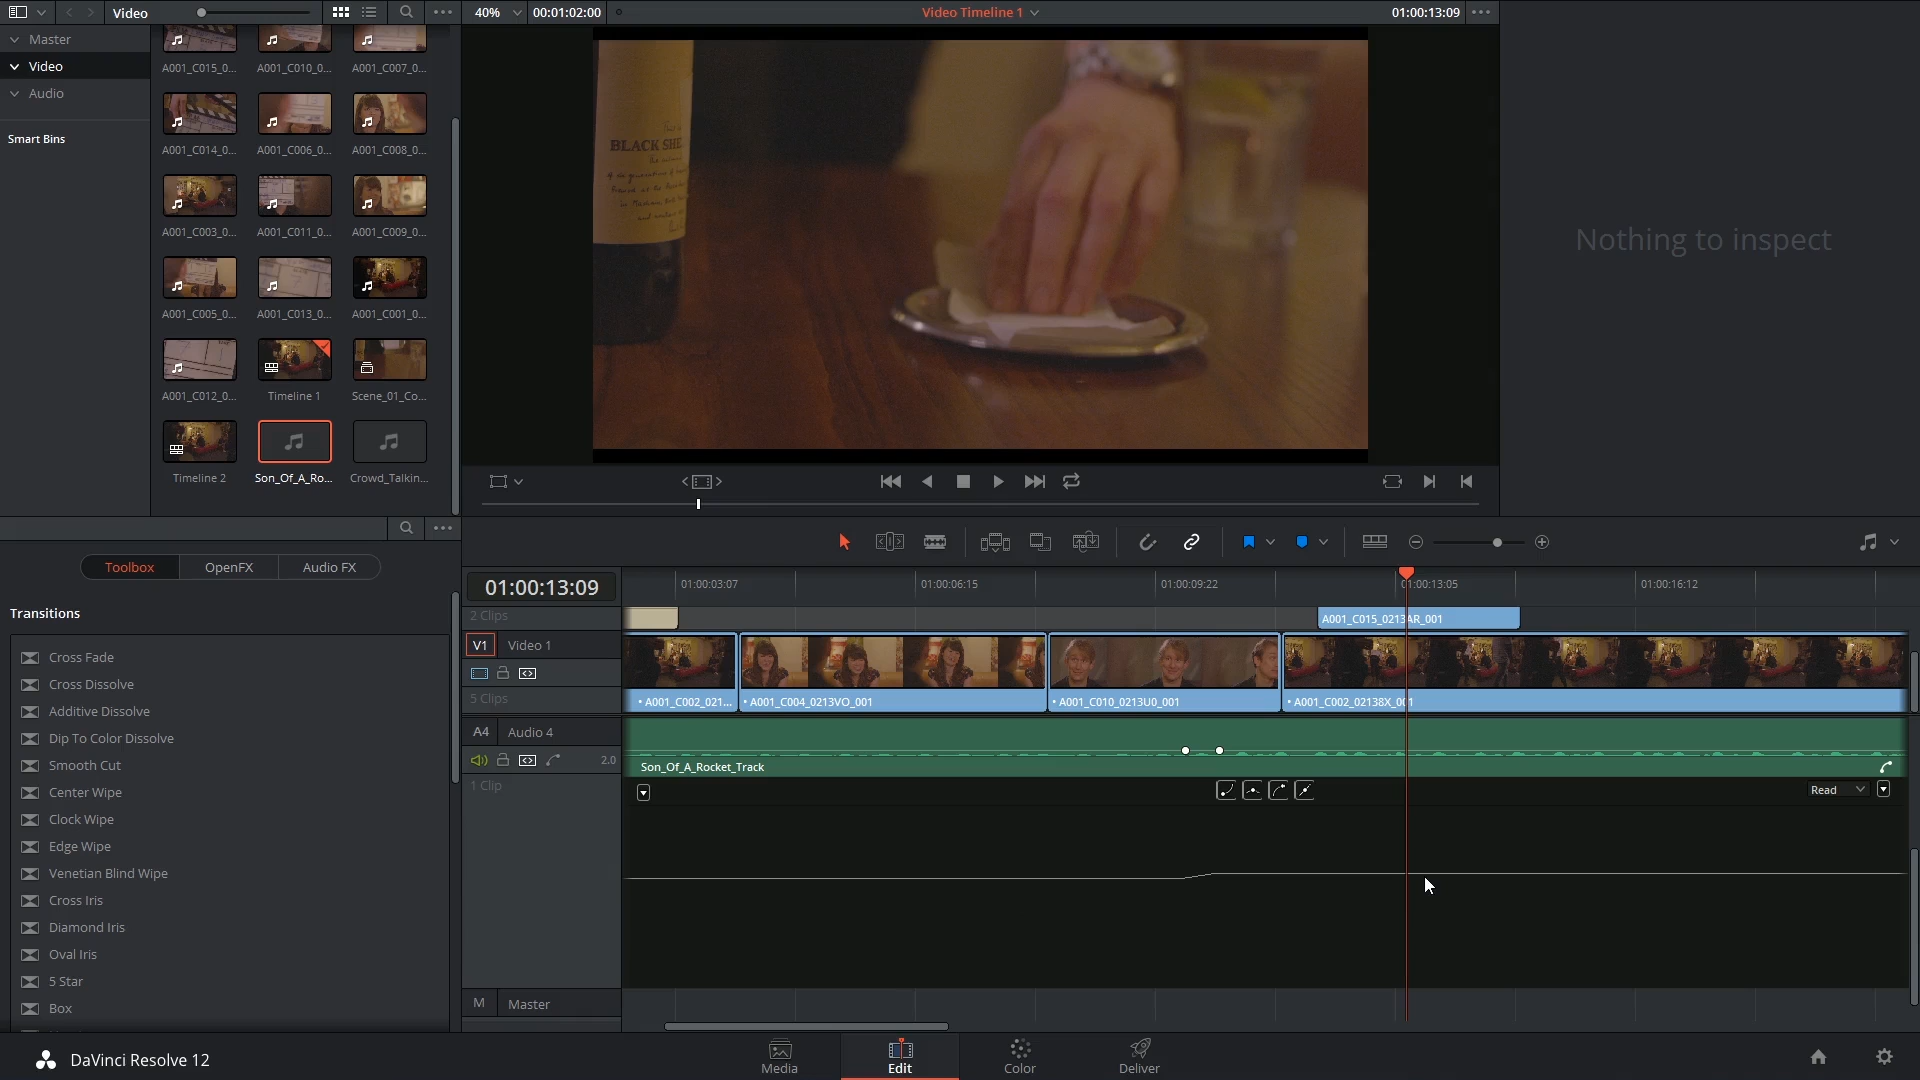 Video
40%
00:01:02:00
Video Timeline 1
01:00:13:09
Master
Video
Audio
Smart Bins
A001_C015_0...
A001_C010_0...
A001_C007_0...
A001_C014_0...
A001_C006_0...
A001_C008_0...
A001_C003_0...
A001_C011_0...
A001_C009_0...
A001_C005_0...
A001_C013_0...
A001_C001_0...
A001_C012_0...
Timeline 1
Scene_01_Co...
Timeline 2
Son_Of_A_Ro...
Crowd_Talkin...
BLACK SHE
Nothing to inspect
Toolbox
OpenFX
Audio FX
Transitions
Cross Fade
Cross Dissolve
Additive Dissolve
Dip To Color Dissolve
Smooth Cut
Center Wipe
Clock Wipe
Edge Wipe
Venetian Blind Wipe
Cross Iris
Diamond Iris
Oval Iris
5 Star
Box
01:00:13:09
01:00:03:07
01:00:06:15
01:00:09:22
01:00:13:05
01:00:16:12
2 Clips
A001_C015_0213AR_001
V1
Video 1
5 Clips
• A001_C002_021...
• A001_C004_0213VO_001
• A001_C010_0213U0_001
• A001_C002_02138X_001
A4
Audio 4
2.0
Son_Of_A_Rocket_Track
1 Clip
Read
M
Master
DaVinci Resolve 12
Media
Edit
Color
Deliver